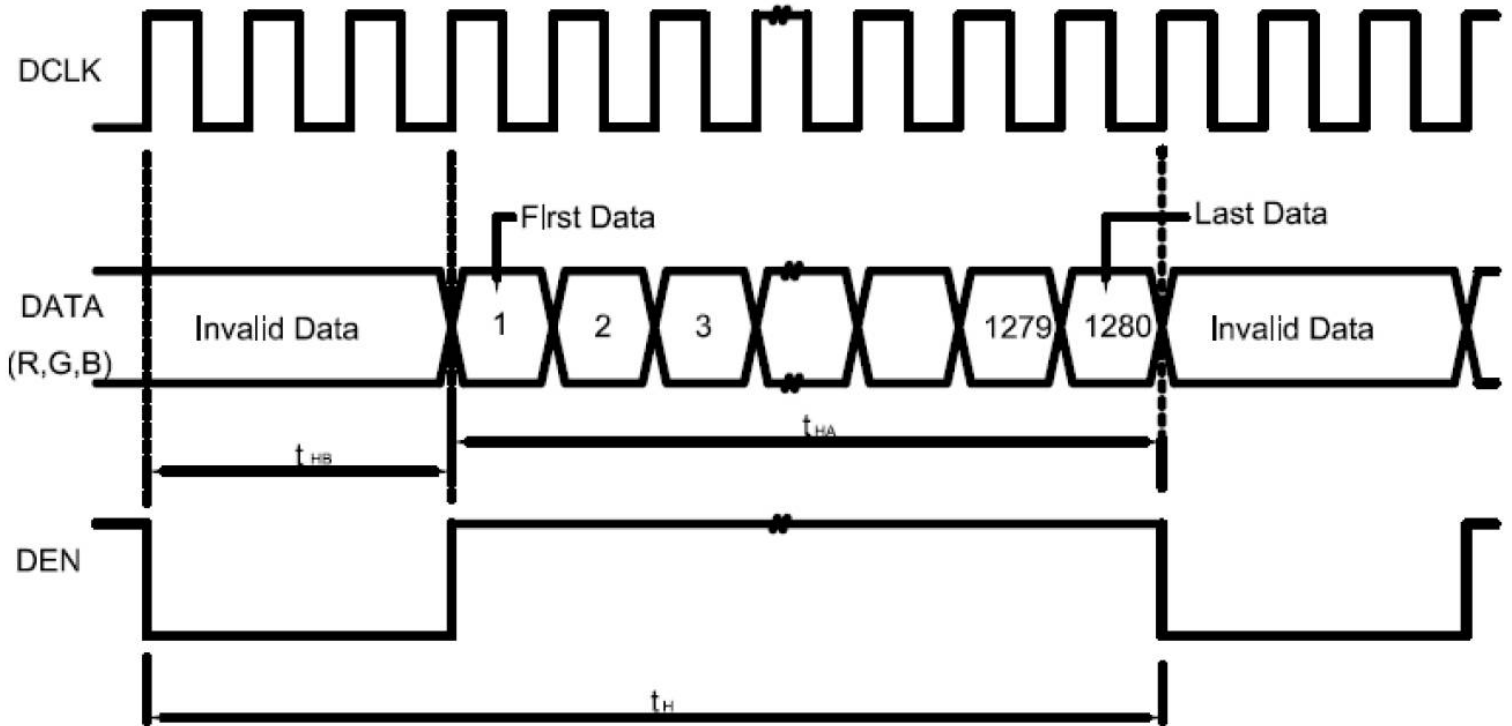 DCLK
First Data
Last Data
DATA
(R,G,B)
Invalid Data
1
2
3
1279
1280
Invalid Data
tHB
tHA
DEN
tH